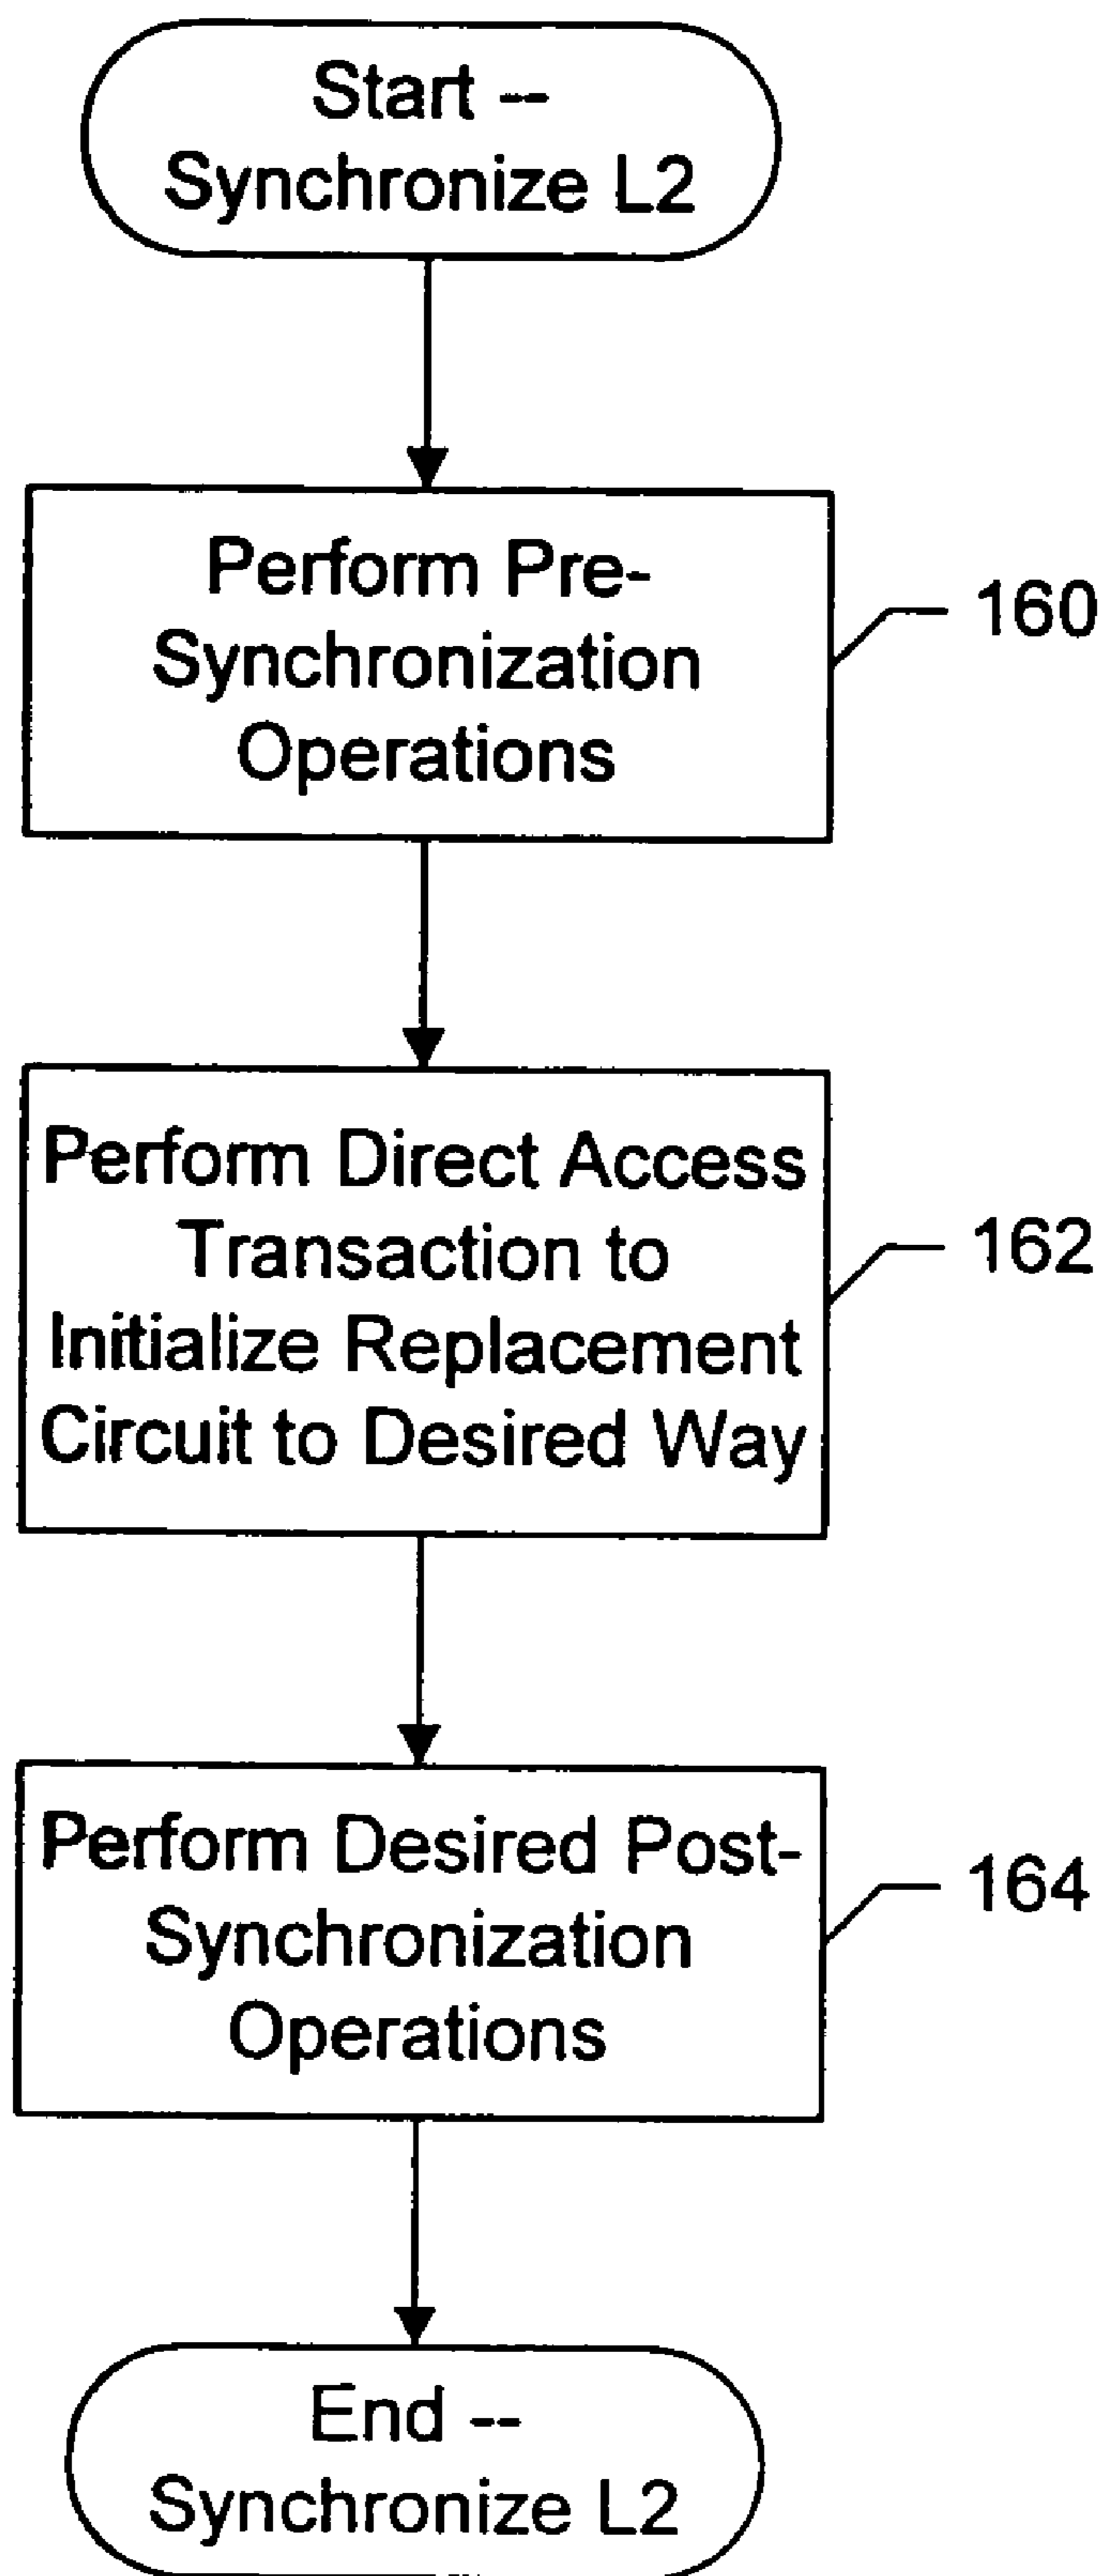 Start --
Synchronize L2
Perform Pre-
Synchronization
Operations
160
Perform Direct Access
Transaction to
Initialize Replacement
Circuit to Desired Way
162
Perform Desired Post-
Synchronization
Operations
164
End --
Synchronize L2